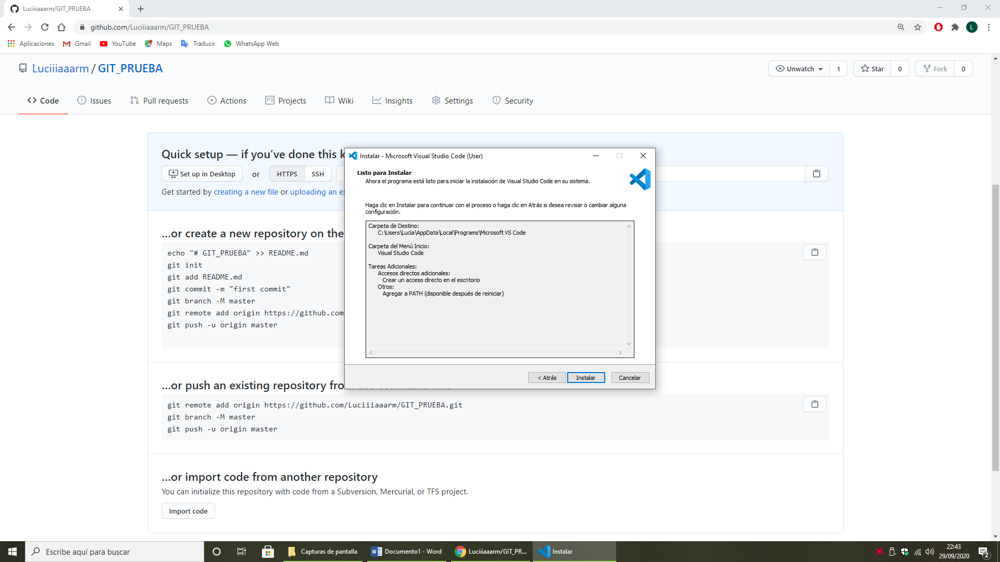 Luciiiaaarm/GIT_PRUEBA
github.com/Luciiiaaarm/GIT_PRUEBA
L
Aplicaciones
Gmail
YouTube
Maps
Traducir
WhatsApp Web
Luciiiaaarm / GIT_PRUEBA
Unwatch 1
Star 0
Fork 0
Code
Issues
Pull requests
Actions
Projects
Wiki
Insights
Settings
Security
Quick setup — if you’ve done this k
Set up in Desktop
or
HTTPS
SSH
Get started by creating a new file or uploading an ex
...or create a new repository on the
echo "# GIT_PRUEBA" >> README.md
git init
git add README.md
git commit -m "first commit"
git branch -M master
git remote add origin https://github.com/
git push -u origin master
Instalar - Microsoft Visual Studio Code (User)
Listo para Instalar
Ahora el programa está listo para iniciar la instalación de Visual Studio Code en su sistema.
Haga clic en Instalar para continuar con el proceso o haga clic en Atrás si desea revisar o cambiar alguna
configuración.
Carpeta de Destino:
C:\Users\Lucía\AppData\Local\Programs\Microsoft VS Code
Carpeta del Menú Inicio:
Visual Studio Code
Tareas Adicionales:
Accesos directos adicionales:
Crear un acceso directo en el escritorio
Otros:
Agregar a PATH (disponible después de reiniciar)
< Atrás
Instalar
Cancelar
...or push an existing repository from the command line
git remote add origin https://github.com/Luciiiaaarm/GIT_PRUEBA.git
git branch -M master
git push -u origin master
...or import code from another repository
You can initialize this repository with code from a Subversion, Mercurial, or TFS project.
Import code
Escribe aquí para buscar
Capturas de pantalla
Documento1 - Word
Luciiiaaarm/GIT_PR...
Instalar
22:43
29/09/2020
2